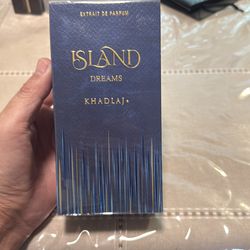 EXTRAIT DE PARFUM
ISLAND
DREAMS
KHADLAJ